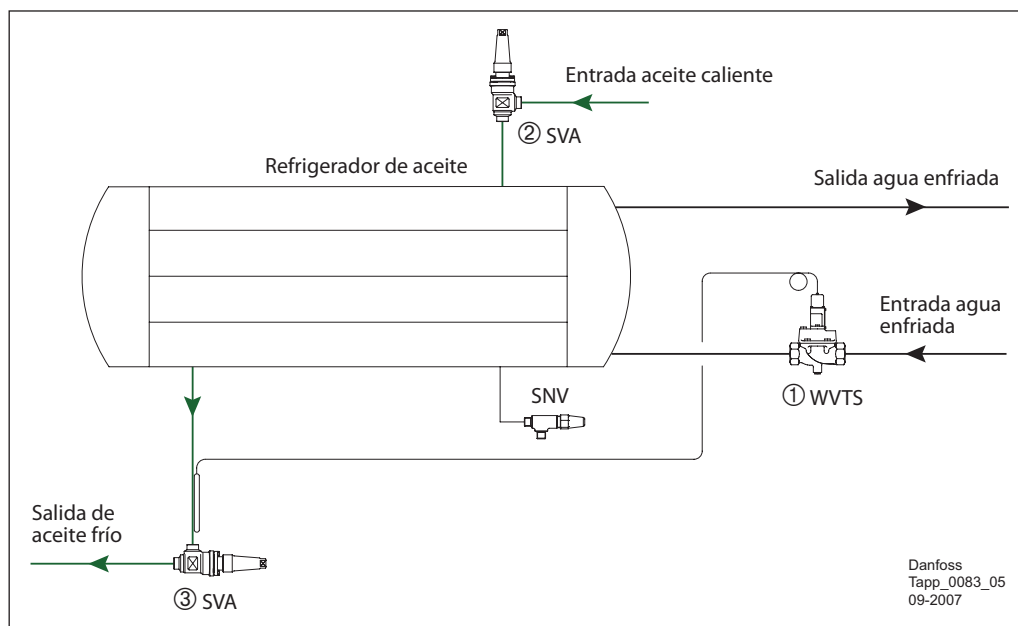 Entrada aceite caliente
② SVA
Refrigerador de aceite
Salida agua enfriada
Entrada agua
enfriada
SNV
① WVTS
Salida de
aceite frío
③ SVA
Danfoss
Tapp_0083_05
09-2007